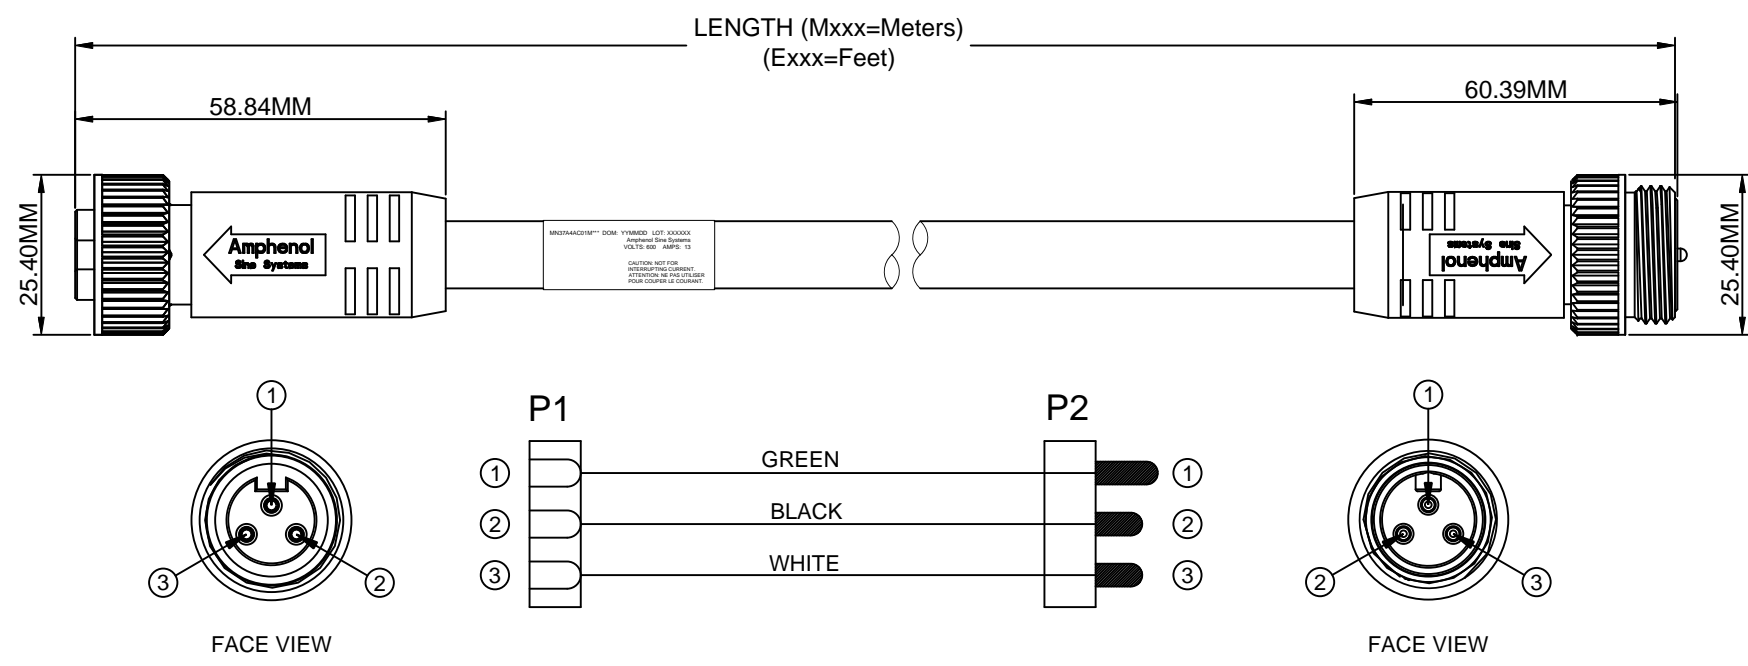 LENGTH (Mxxx=Meters)
(Exxx=Feet)
58.84MM
60.39MM
25.40MM
Amphenol
Sine Systems
MN37A4AC01M*** DOM: YYMMDD LOT: XXXXXX
Amphenol Sine Systems
VOLTS: 600 AMPS: 13
CAUTION: NOT FOR
INTERRUPTING CURRENT.
ATTENTION: NE PAS UTILISER
POUR COUPER LE COURANT.
Amphenol
Sine Systems
25.40MM
1
3
2
FACE VIEW
P1
P2
1 GREEN 1
2 BLACK 2
3 WHITE 3
1
2
3
FACE VIEW